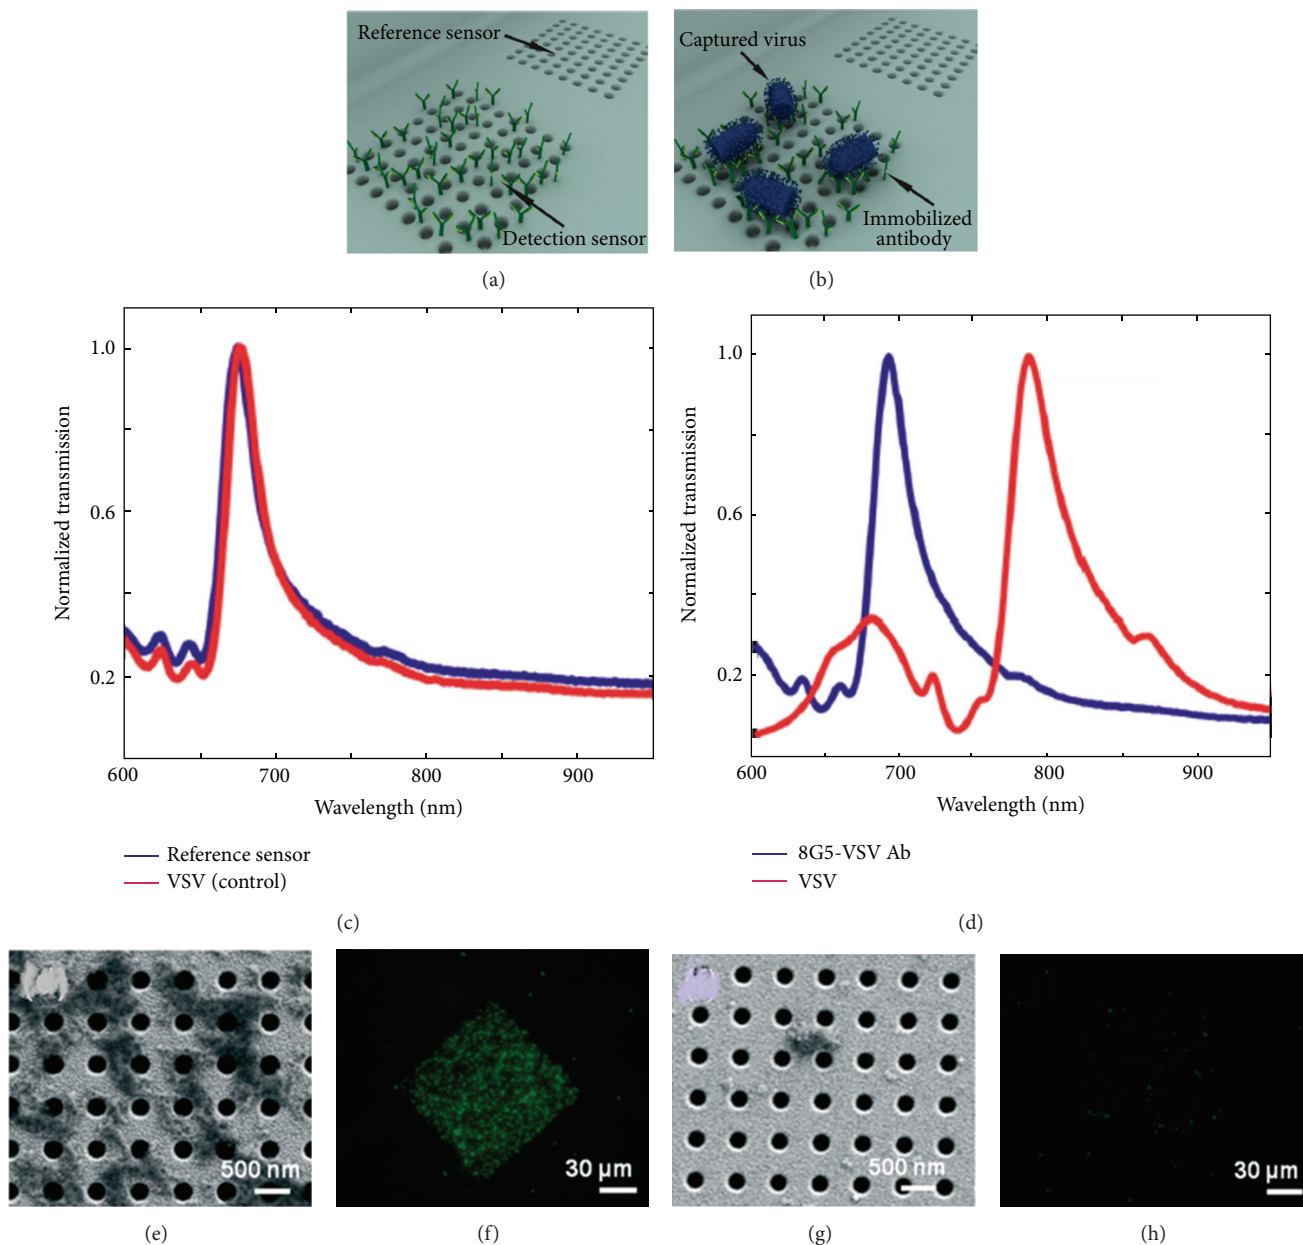 Reference sensor
Detection sensor
(a)
Captured virus
Immobilized
antibody
(b)
Normalized transmission
1.0
0.6
0.2
600
700
800
900
Wavelength (nm)
Reference sensor
VSV (control)
(c)
Normalized transmission
1.0
0.6
0.2
600
700
800
900
Wavelength (nm)
8G5-VSV Ab
VSV
(d)
500 nm
(e)
30 μm
(f)
500 nm
(g)
30 μm
(h)